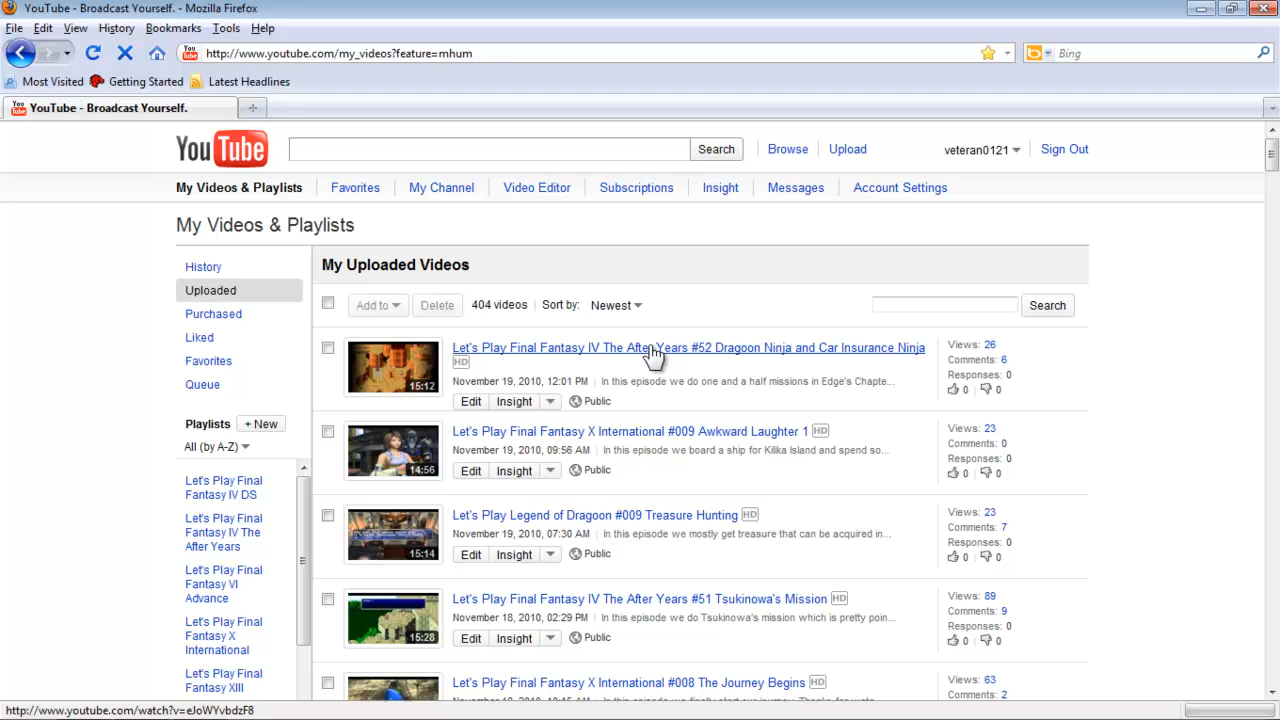 YouTube - Broadcast Yourself. - Mozilla Firefox
File Edit View History Bookmarks Tools Help
http://www.youtube.com/my_videos?feature=mhum
Bing
Most Visited Getting Started Latest Headlines
YouTube - Broadcast Yourself.
YouTube Search Browse Upload veteran0121 Sign Out
My Videos & Playlists Favorites My Channel Video Editor Subscriptions Insight Messages Account Settings
My Videos & Playlists
History
Uploaded
Purchased
Liked
Favorites
Queue
Playlists + New
All (by A-Z)
Let's Play Final
Fantasy IV DS
Let's Play Final
Fantasy IV The
After Years
Let's Play Final
Fantasy VI
Advance
Let's Play Final
Fantasy X
International
Let's Play Final
Fantasy XIII
My Uploaded Videos
Add to Delete 404 videos Sort by: Newest Search
15:12
Let's Play Final Fantasy IV The After Years #52 Dragoon Ninja and Car Insurance Ninja
HD
November 19, 2010, 12:01 PM In this episode we do one and a half missions in Edge's Chapte...
Edit Insight Public
Views: 26
Comments: 6
Responses: 0
0 0
14:56
Let's Play Final Fantasy X International #009 Awkward Laughter 1 HD
November 19, 2010, 09:56 AM In this episode we board a ship for Kilika Island and spend so...
Edit Insight Public
Views: 23
Comments: 0
Responses: 0
0 0
15:14
Let's Play Legend of Dragoon #009 Treasure Hunting HD
November 19, 2010, 07:30 AM In this episode we mostly get treasure that can be acquired in...
Edit Insight Public
Views: 23
Comments: 7
Responses: 0
0 0
15:28
Let's Play Final Fantasy IV The After Years #51 Tsukinowa's Mission HD
November 18, 2010, 02:29 PM In this episode we do Tsukinowa's mission which is pretty poin...
Edit Insight Public
Views: 89
Comments: 9
Responses: 0
0 0
Let's Play Final Fantasy X International #008 The Journey Begins HD
Views: 63
Comments: 2
http://www.youtube.com/watch?v=eJoWYvbdzF8